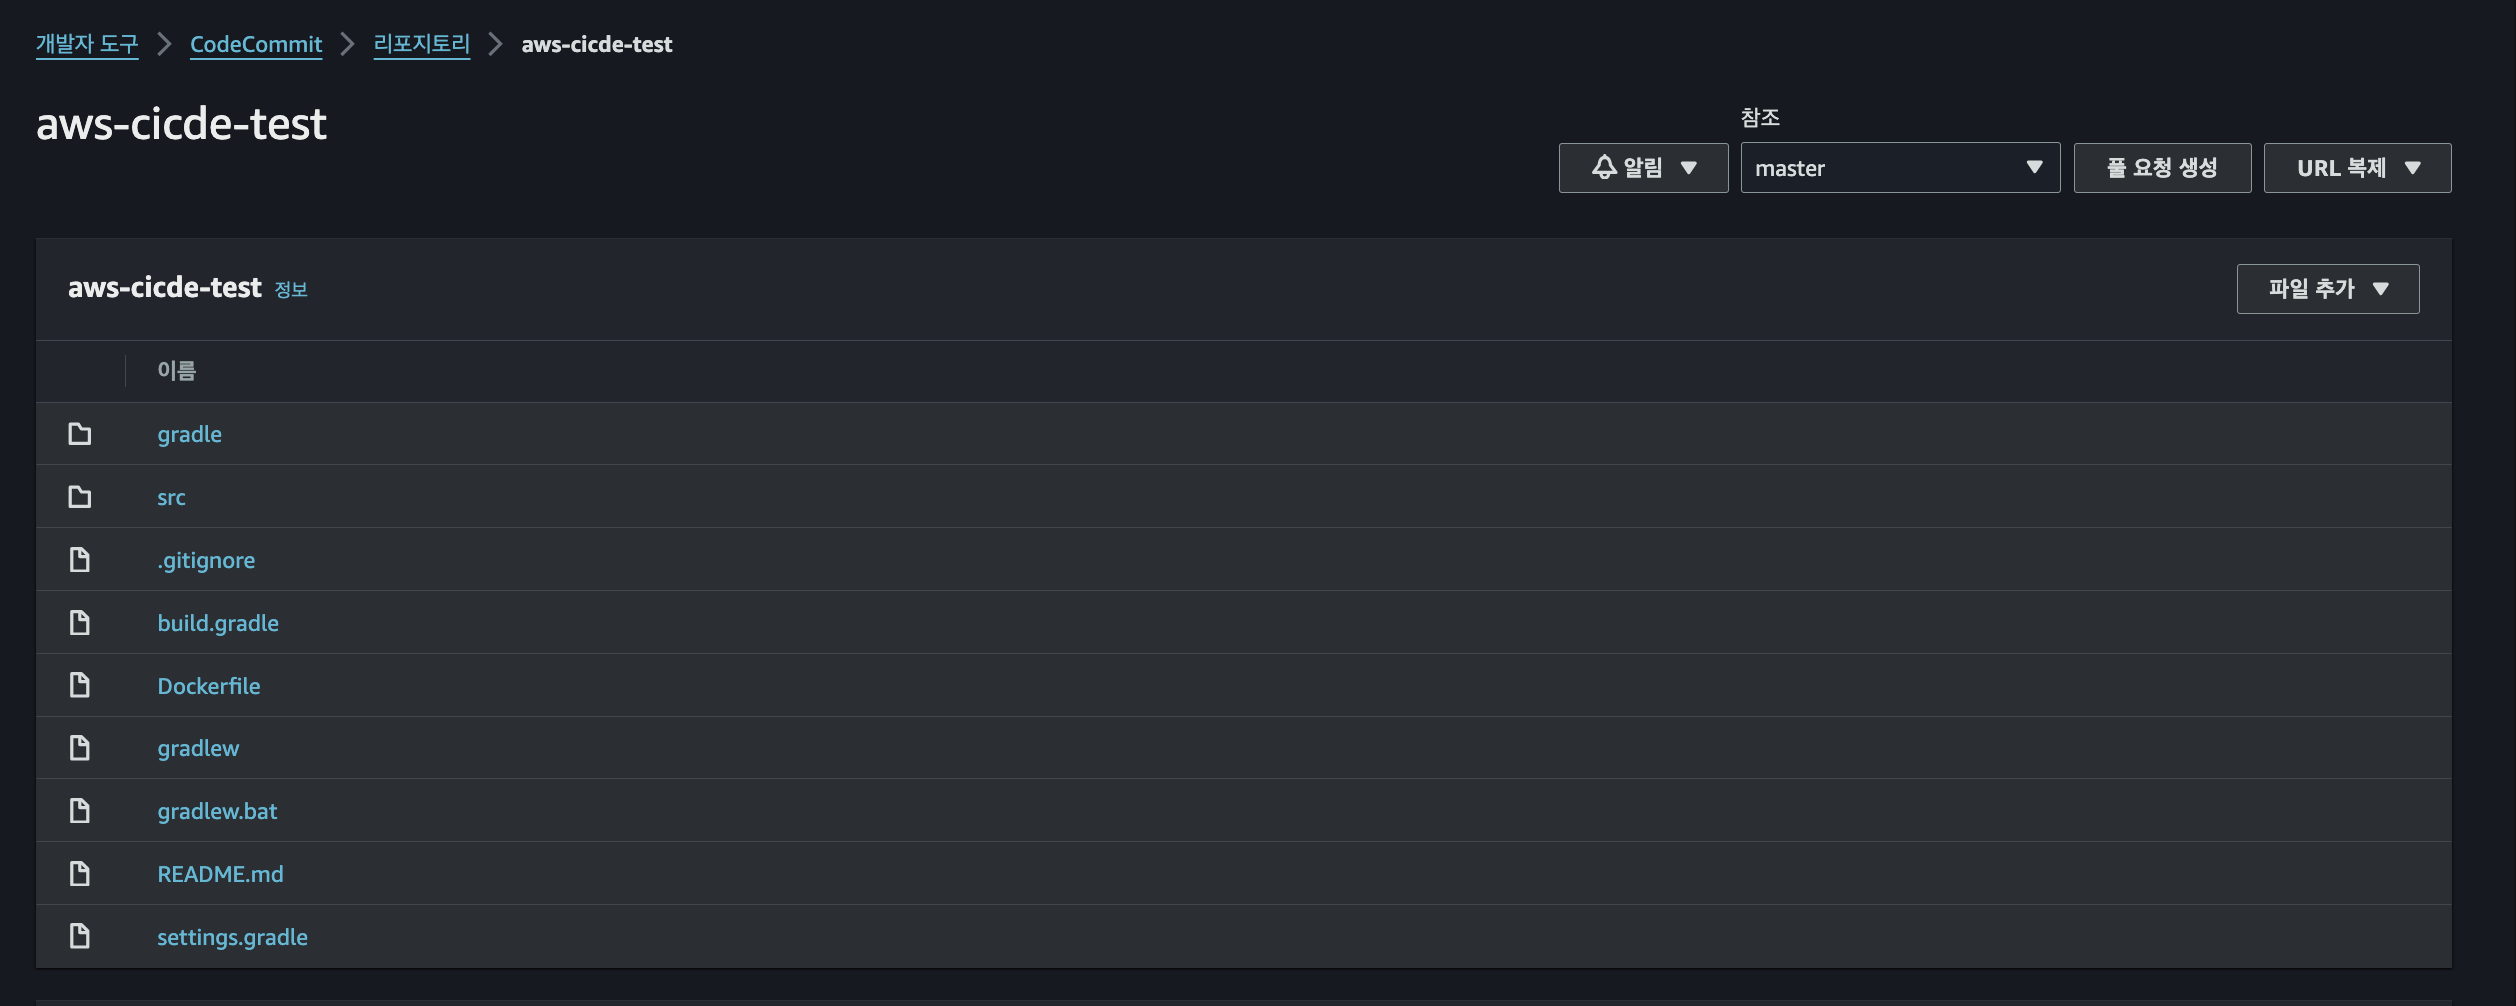 개발자 도구 > CodeCommit > 리포지토리 > aws-cicde-test
aws-cicde-test
참조
알림 ▼ master ▼ 풀 요청 생성 URL 복제 ▼
aws-cicde-test 정보
파일 추가 ▼
이름
gradle
src
.gitignore
build.gradle
Dockerfile
gradlew
gradlew.bat
README.md
settings.gradle